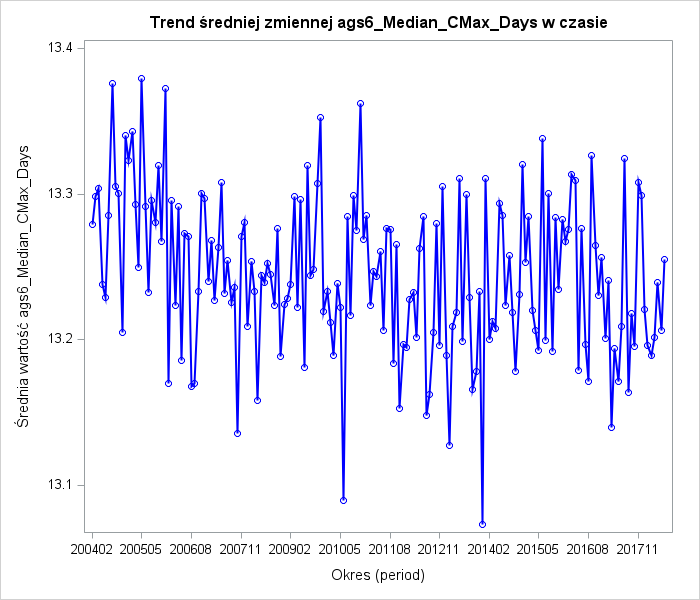 Trend średniej zmiennej ags6_Median_CMax_Days w czasie
Średnia wartość ags6_Median_CMax_Days
13.4
13.3
13.2
13.1
200402 200505 200608 200711 200902 201005 201108 201211 201402 201505 201608 201711
Okres (period)